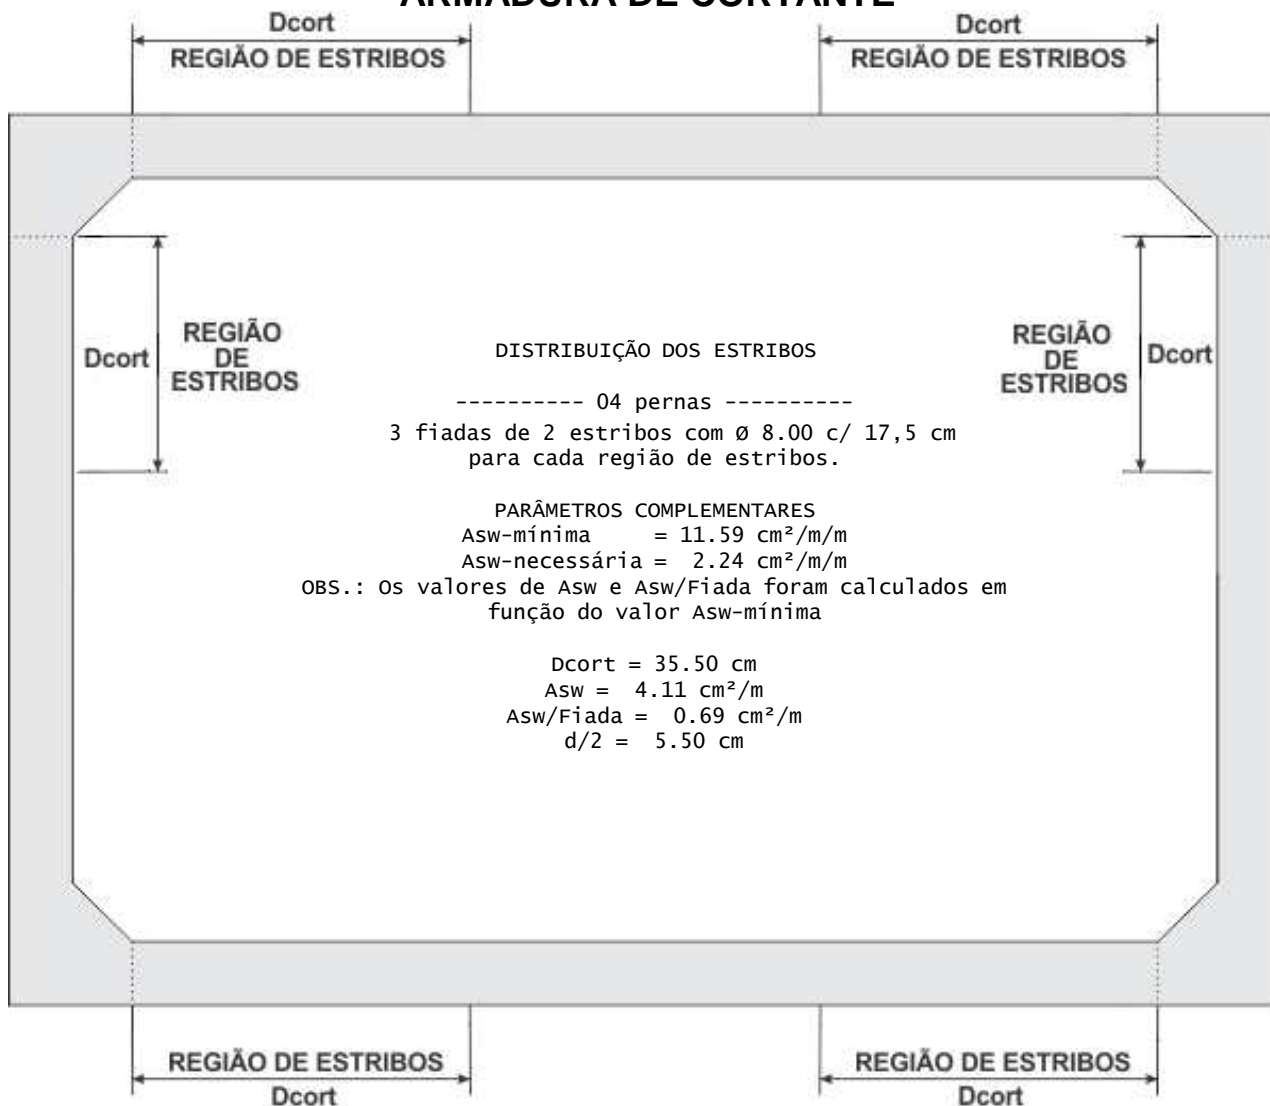 ARMADURA DE CORTANTE
Dcort
REGIÃO DE ESTRIBOS
Dcort
REGIÃO DE ESTRIBOS
Dcort
REGIÃO
DE
ESTRIBOS
REGIÃO
DE
ESTRIBOS
Dcort
DISTRIBUIÇÃO DOS ESTRIBOS
---------- 04 pernas ----------
3 fiadas de 2 estribos com Ø 8.00 c/ 17,5 cm
para cada região de estribos.
PARÂMETROS COMPLEMENTARES
Asw-mínima = 11.59 cm²/m/m
Asw-necessária = 2.24 cm²/m/m
OBS.: Os valores de Asw e Asw/Fiada foram calculados em
função do valor Asw-mínima
Dcort = 35.50 cm
Asw = 4.11 cm²/m
Asw/Fiada = 0.69 cm²/m
d/2 = 5.50 cm
REGIÃO DE ESTRIBOS
Dcort
REGIÃO DE ESTRIBOS
Dcort